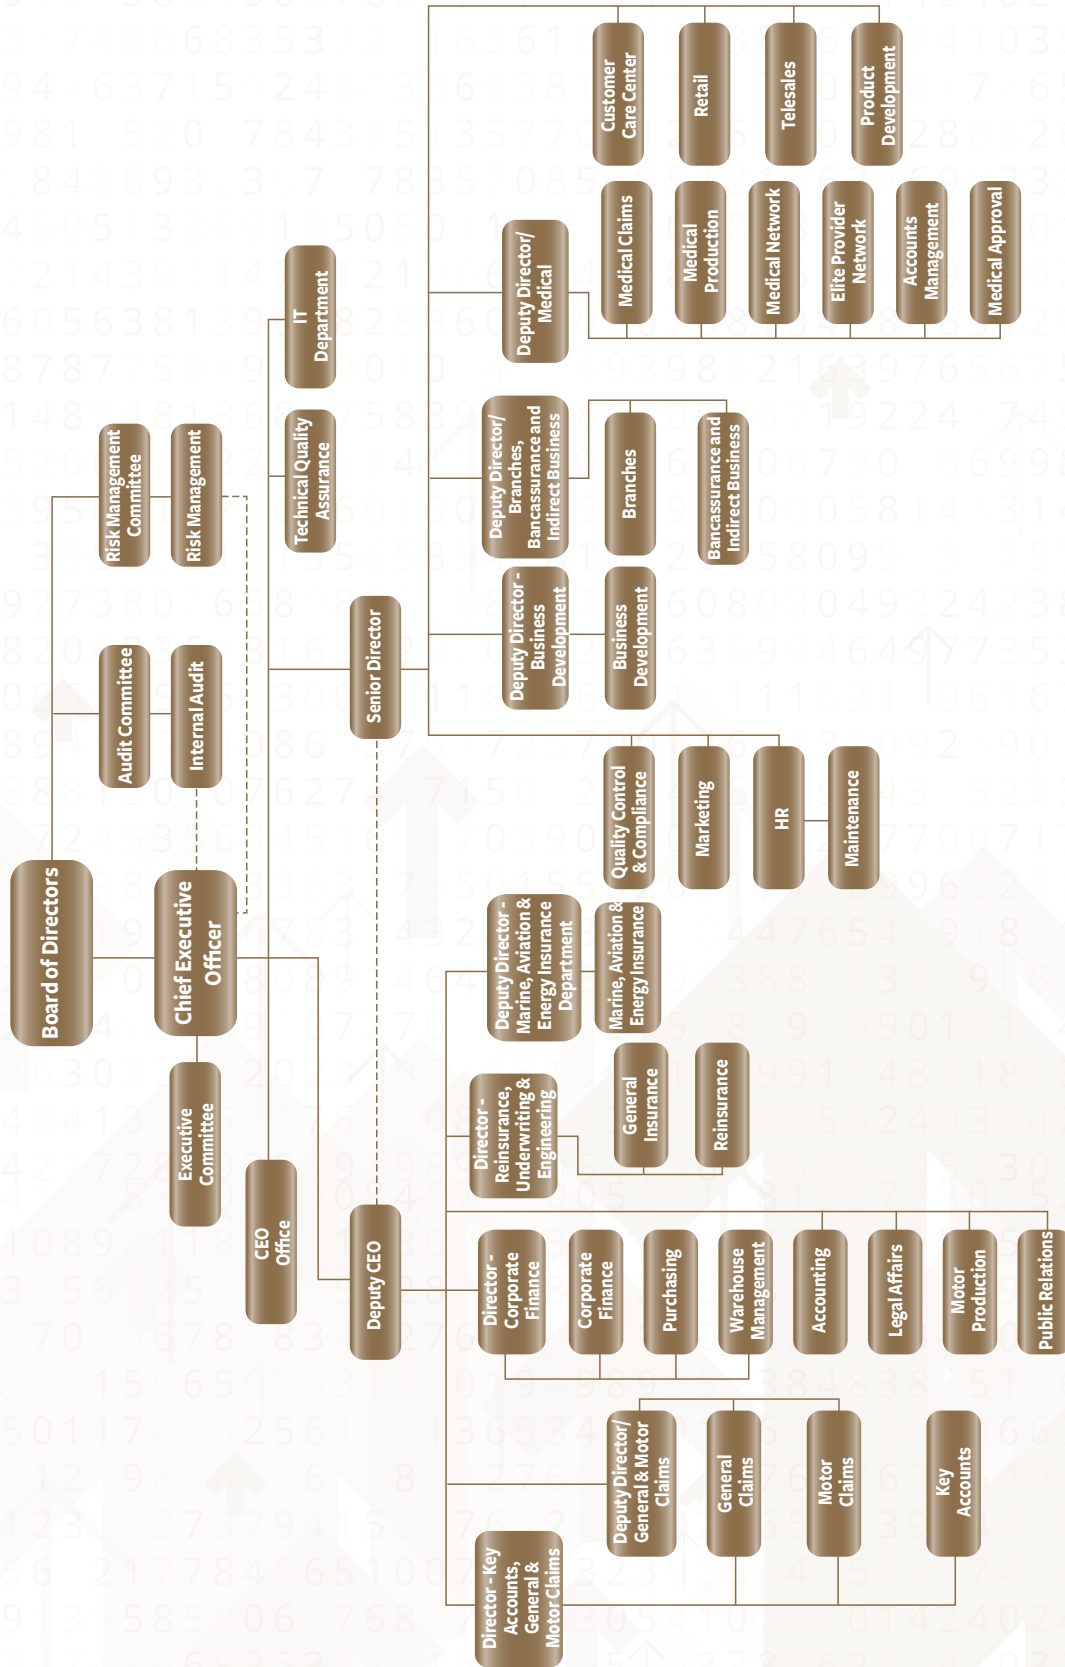 Board of Directors
Audit Committee
Risk Management
Committee
Executive
Committee
Chief Executive
Officer
Internal Audit
Risk Management
CEO
Office
Technical Quality
Assurance
IT
Department
Deputy CEO
Senior Director
Director - Key
Accounts,
General &
Motor Claims
Deputy Director/
General & Motor
Claims
General
Claims
Motor
Claims
Key
Accounts
Director -
Corporate
Finance
Corporate
Finance
Purchasing
Warehouse
Management
Accounting
Legal Affairs
Motor
Production
Public Relations
Director -
Reinsurance,
Underwriting &
Engineering
General
Insurance
Reinsurance
Deputy Director -
Marine, Aviation &
Energy Insurance
Department
Marine, Aviation &
Energy Insurance
Quality Control
& Compliance
Marketing
HR
Maintenance
Deputy Director -
Business
Development
Business
Development
Deputy Director/
Branches,
Bancassurance and
Indirect Business
Branches
Bancassurance and
Indirect Business
Deputy Director/
Medical
Medical Claims
Medical
Production
Medical Network
Elite Provider
Network
Accounts
Management
Medical Approval
Customer
Care Center
Retail
Telesales
Product
Development